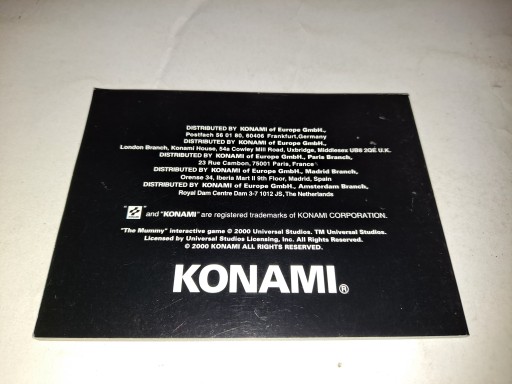 DISTRIBUTED BY KONAMI of Europe GmbH.,
Postfach 56 01 80, 60406 Frankfurt,Germany
DISTRIBUTED BY KONAMI of Europe GmbH.,
London Branch, Konami House, 54a Cowley Mill Road, Uxbridge, Middlesex UB8 2QE U.K.
DISTRIBUTED BY KONAMI of Europe GmbH., Paris Branch,
23 Rue Cambon, 75001 Paris, France
DISTRIBUTED BY KONAMI of Europe GmbH., Madrid Branch,
Orense 34, Iberia Mart II 9th Floor, Madrid, Spain
DISTRIBUTED BY KONAMI of Europe GmbH., Amsterdam Branch,
Royal Dam Centre Dam 3-7 1012 JS, The Netherlands
" " and "KONAMI" are registered trademarks of KONAMI CORPORATION.
"The Mummy" interactive game © 2000 Universal Studios. TM Universal Studios.
Licensed by Universal Studios Licensing, Inc. All Rights Reserved.
© 2000 KONAMI ALL RIGHTS RESERVED.
KONAMI®